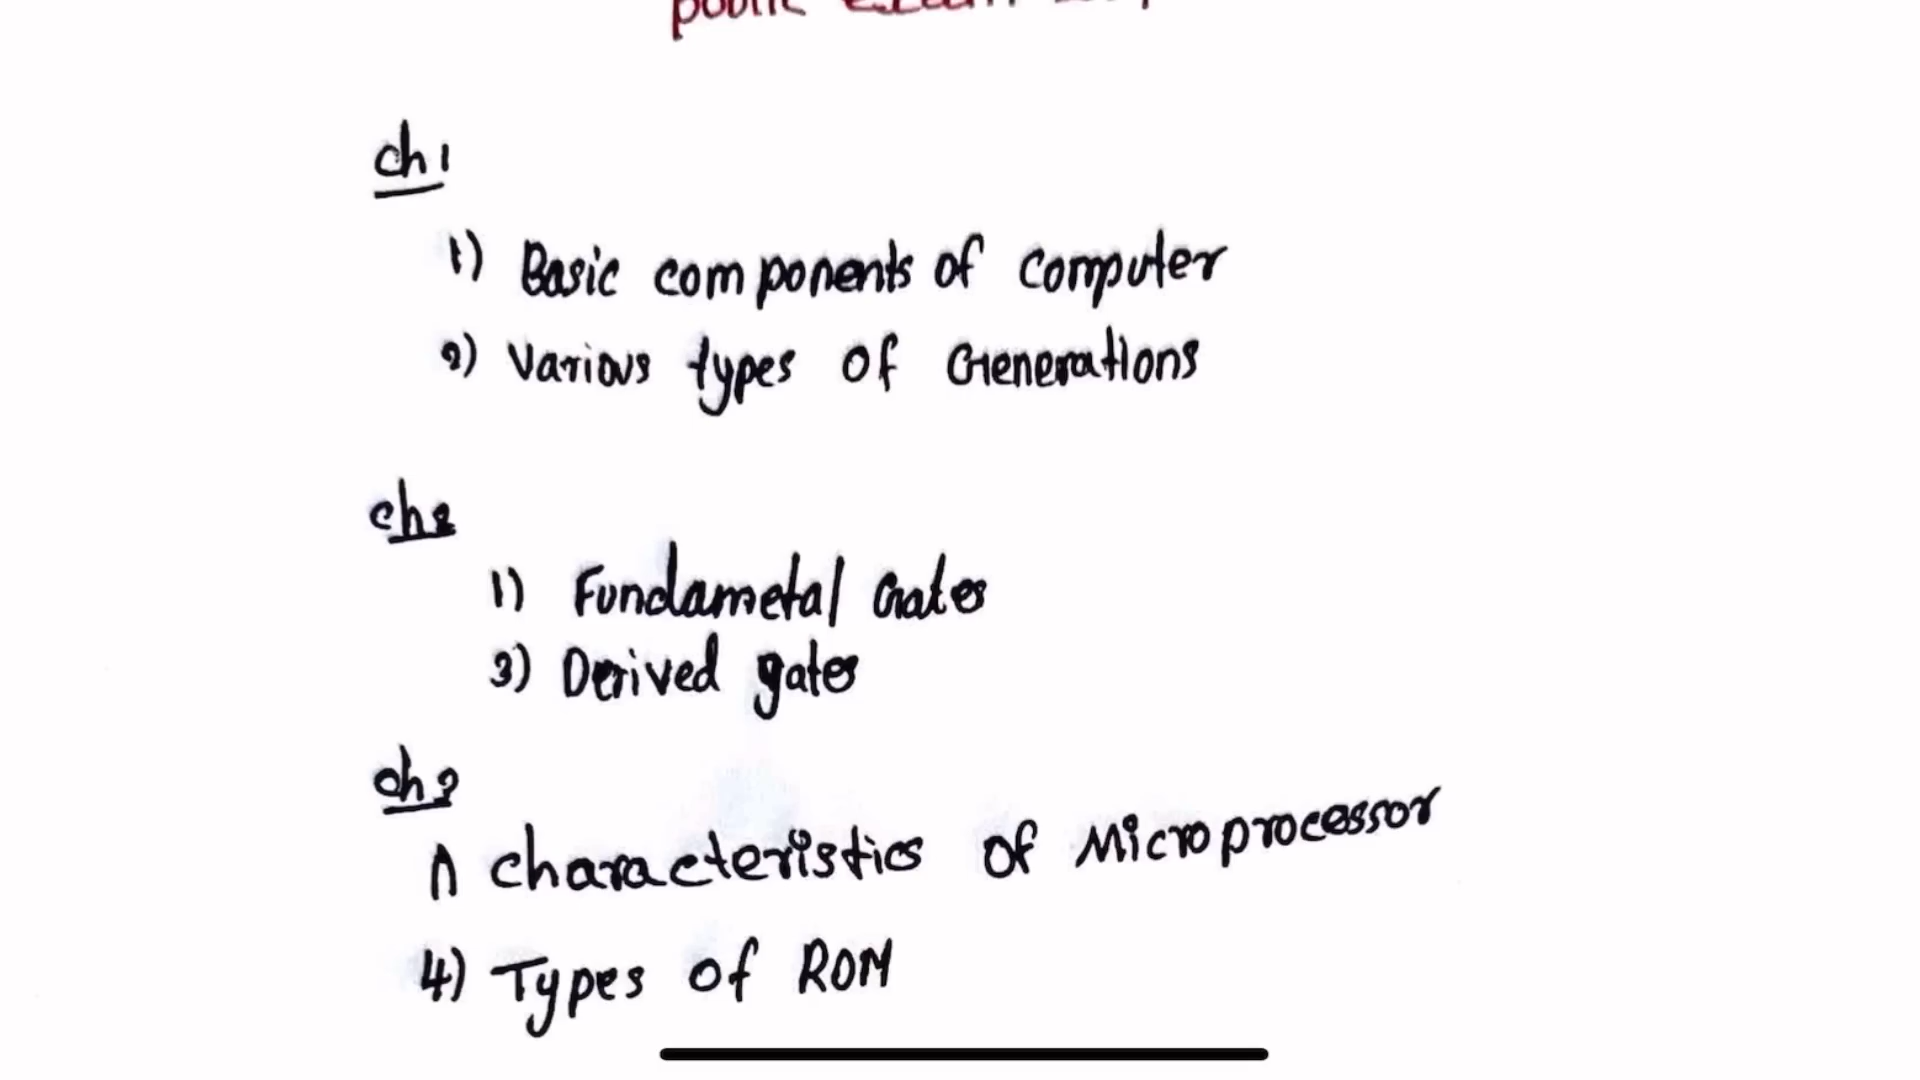 public
ch1
1) Basic components of computer
2) Various types of Generations
ch2
1) Fundametal Gates
3) Derived gates
ch3
1) characteristics of Microprocessor
4) Types of ROM